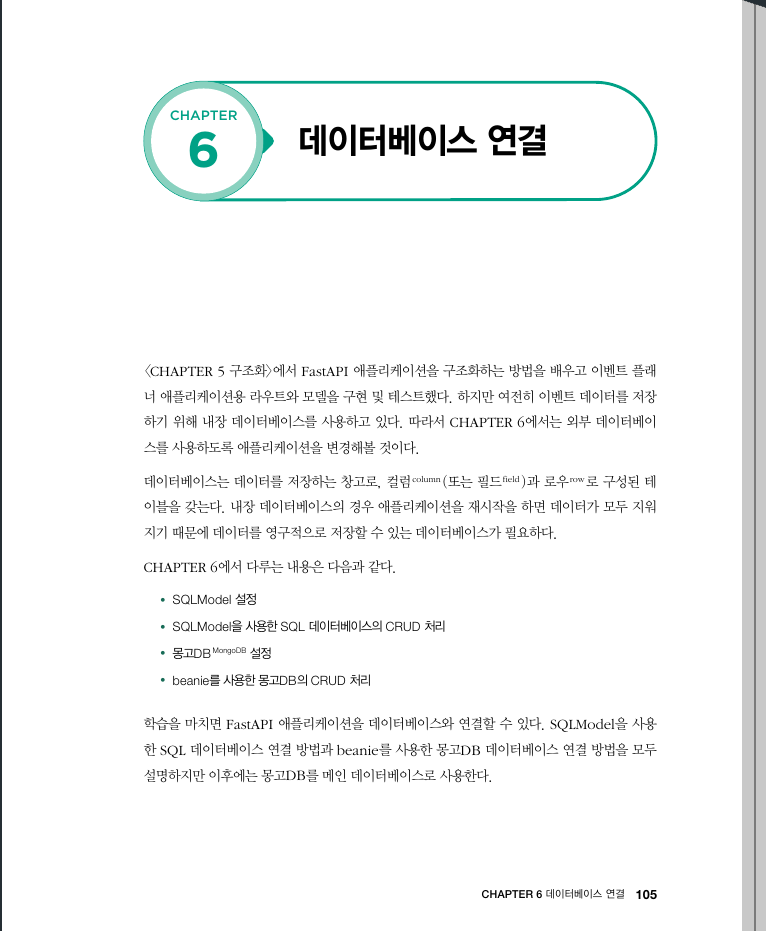 CHAPTER
6
데이터베이스 연결
〈CHAPTER 5 구조화〉에서 FastAPI 애플리케이션을 구조화하는 방법을 배우고 이벤트 플래
너 애플리케이션용 라우트와 모델을 구현 및 테스트했다. 하지만 여전히 이벤트 데이터를 저장
하기 위해 내장 데이터베이스를 사용하고 있다. 따라서 CHAPTER 6에서는 외부 데이터베이
스를 사용하도록 애플리케이션을 변경해볼 것이다.
데이터베이스는 데이터를 저장하는 창고로, 컬럼column(또는 필드field)과 로우row로 구성된 테
이블을 갖는다. 내장 데이터베이스의 경우 애플리케이션을 재시작을 하면 데이터가 모두 지워
지기 때문에 데이터를 영구적으로 저장할 수 있는 데이터베이스가 필요하다.
CHAPTER 6에서 다루는 내용은 다음과 같다.
• SQLModel 설정
• SQLModel을 사용한 SQL 데이터베이스의 CRUD 처리
• 몽고DBMongoDB 설정
• beanie를 사용한 몽고DB의 CRUD 처리
학습을 마치면 FastAPI 애플리케이션을 데이터베이스와 연결할 수 있다. SQLModel을 사용
한 SQL 데이터베이스 연결 방법과 beanie를 사용한 몽고DB 데이터베이스 연결 방법을 모두
설명하지만 이후에는 몽고DB를 메인 데이터베이스로 사용한다.
CHAPTER 6 데이터베이스 연결 105